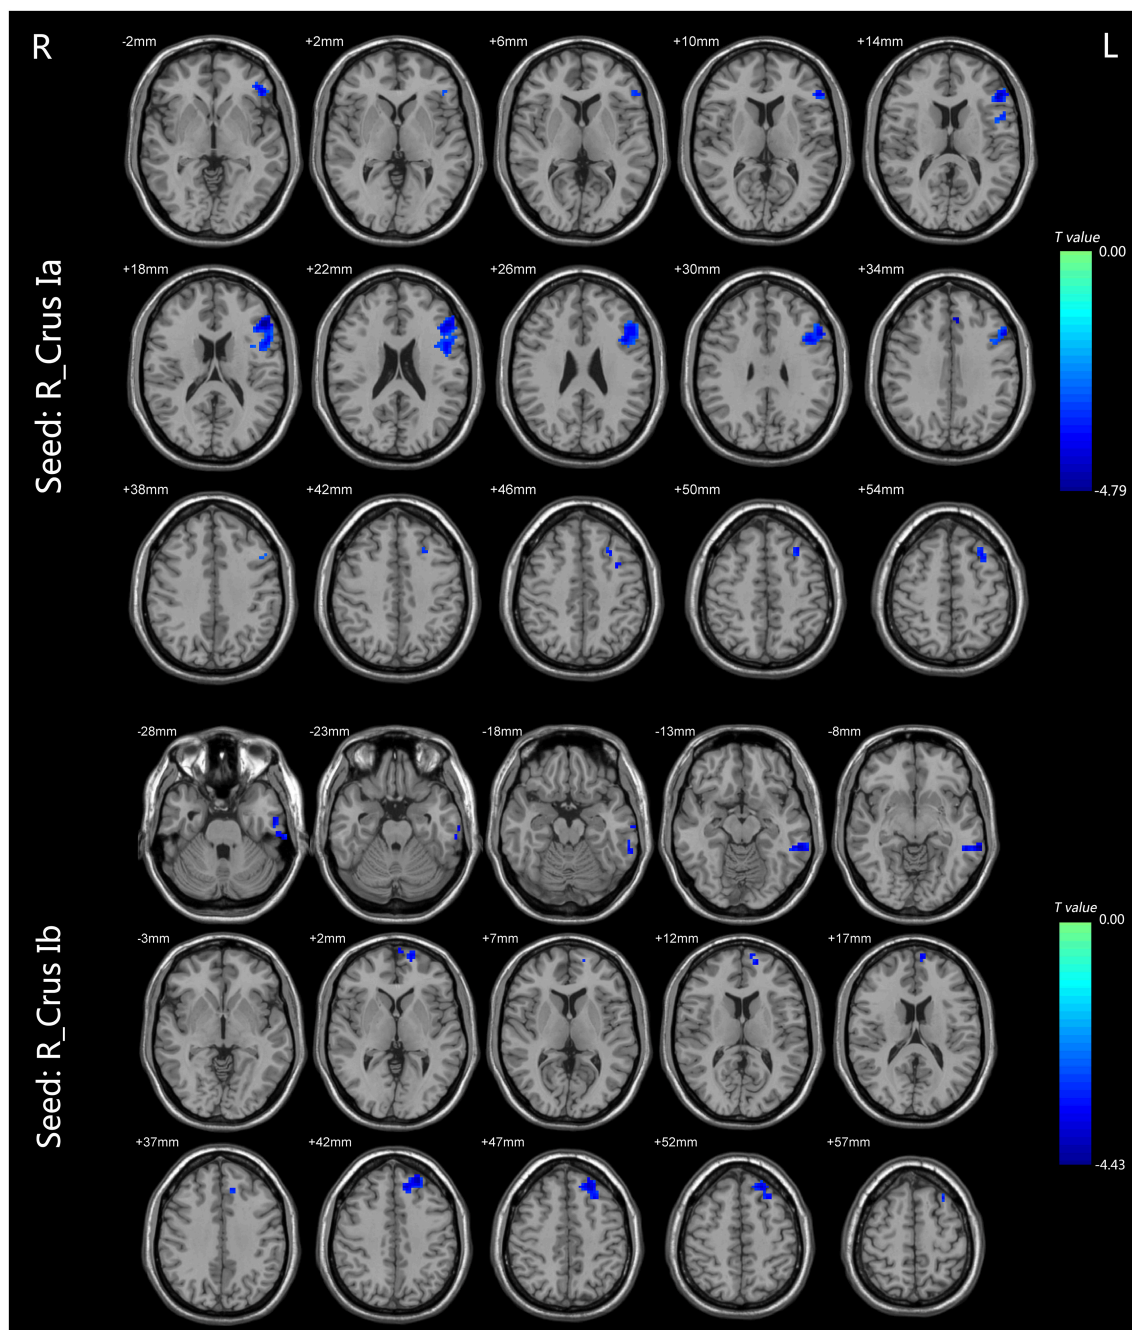 R
L
-2mm
+2mm
+6mm
+10mm
+14mm
Seed: R_Crus Ia
T value
0.00
-4.79
+18mm
+22mm
+26mm
+30mm
+34mm
+38mm
+42mm
+46mm
+50mm
+54mm
-28mm
-23mm
-18mm
-13mm
-8mm
Seed: R_Crus Ib
T value
0.00
-4.43
-3mm
+2mm
+7mm
+12mm
+17mm
+37mm
+42mm
+47mm
+52mm
+57mm